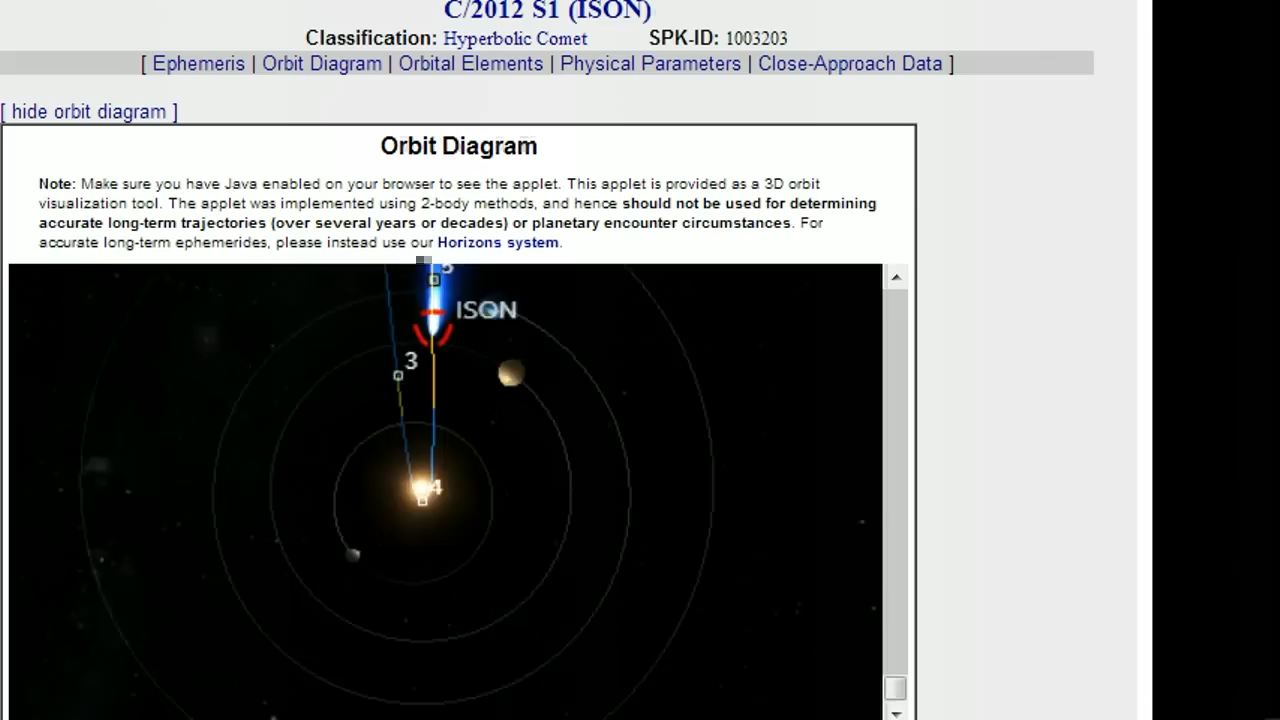 C/2012 S1 (ISON)
Classification: Hyperbolic Comet SPK-ID: 1003203
[ Ephemeris | Orbit Diagram | Orbital Elements | Physical Parameters | Close-Approach Data ]
[ hide orbit diagram ]
Orbit Diagram
Note: Make sure you have Java enabled on your browser to see the applet. This applet is provided as a 3D orbit
visualization tool. The applet was implemented using 2-body methods, and hence should not be used for determining
accurate long-term trajectories (over several years or decades) or planetary encounter circumstances. For
accurate long-term ephemerides, please instead use our Horizons system.
5
ISON
3
4